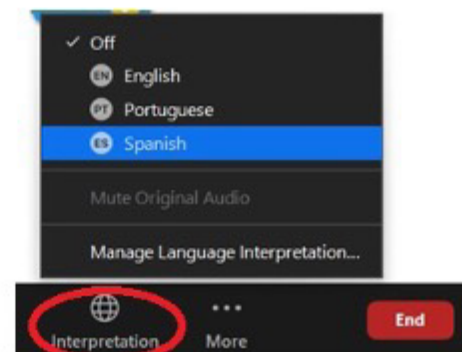 Off
EN English
PT Portuguese
ES Spanish
Mute Original Audio
Manage Language Interpretation...
Interpretation More End